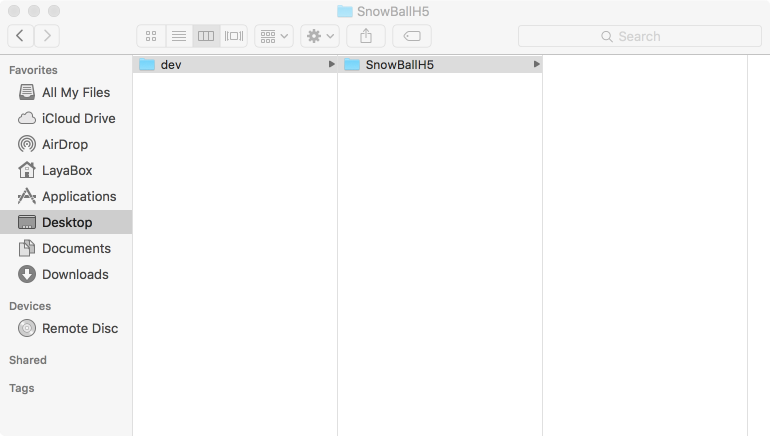 SnowBallH5
Search
Favorites
All My Files
iCloud Drive
AirDrop
LayaBox
Applications
Desktop
Documents
Downloads
Devices
Remote Disc
Shared
Tags
dev
SnowBallH5